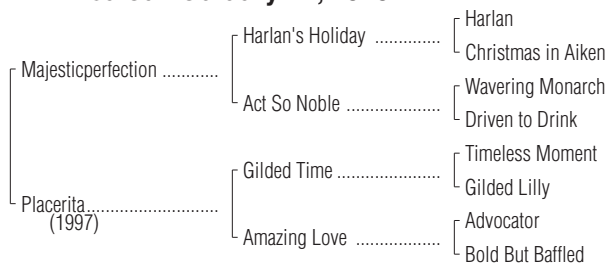 Harlan
Harlan's Holiday ..............
Christmas in Aiken
Majesticperfection ............
Wavering Monarch
Act So Noble .....................
Driven to Drink
Timeless Moment
Gilded Time .......................
Gilded Lilly
Placerita.............................
(1997)
Advocator
Amazing Love ....................
Bold But Baffled